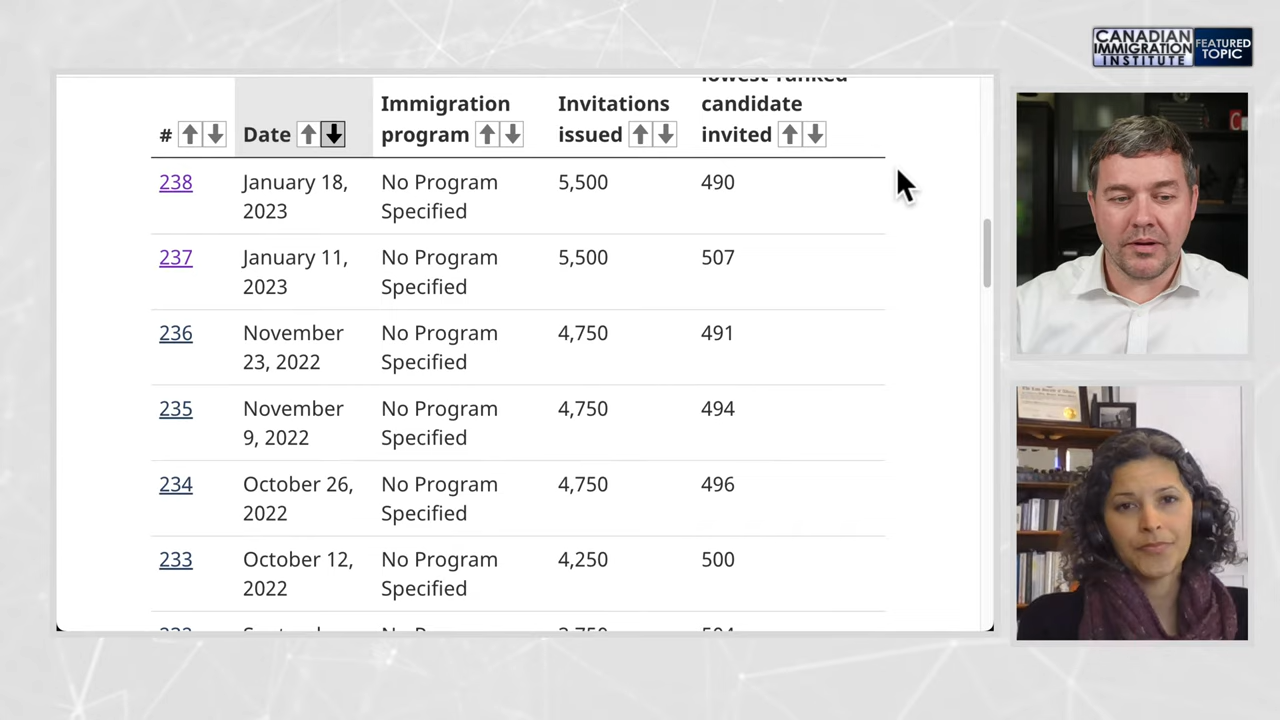 CANADIAN
IMMIGRATION
INSTITUTE
FEATURED
TOPIC
lowest-ranked
Immigration
Invitations
candidate
#
Date
program
issued
invited
238
January 18,
2023
No Program
Specified
5,500
490
237
January 11,
2023
No Program
Specified
5,500
507
236
November
23, 2022
No Program
Specified
4,750
491
235
November
9, 2022
No Program
Specified
4,750
494
234
October 26,
2022
No Program
Specified
4,750
496
233
October 12,
2022
No Program
Specified
4,250
500